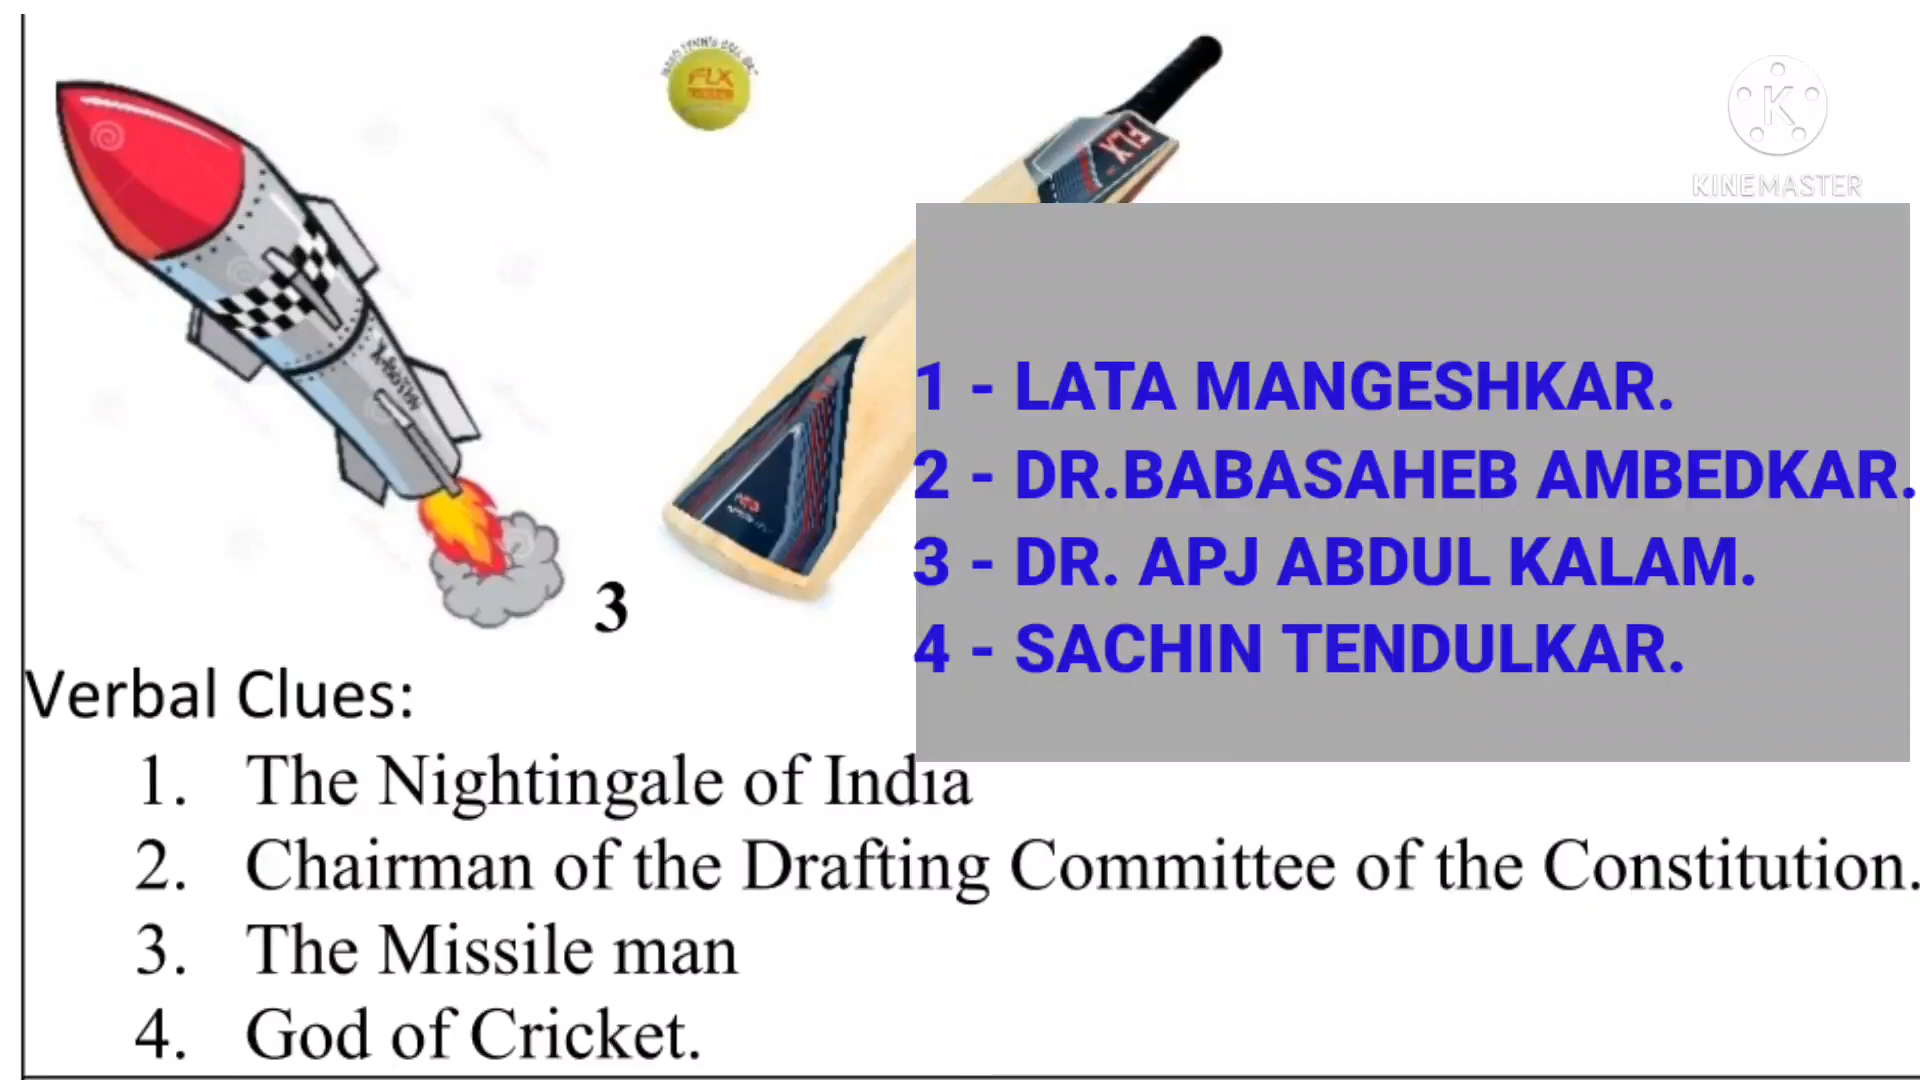 FLX
FLX
KINEMASTER
1 - LATA MANGESHKAR.
2 - DR.BABASAHEB AMBEDKAR.
3 - DR. APJ ABDUL KALAM.
4 - SACHIN TENDULKAR.
3
Verbal Clues:
1. The Nightingale of India
2. Chairman of the Drafting Committee of the Constitution.
3. The Missile man
4. God of Cricket.